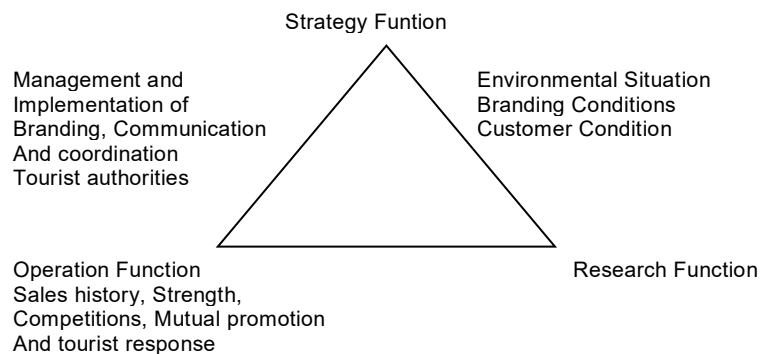 Strategy Funtion
Management and
Implementation of
Branding, Communication
And coordination
Tourist authorities
Environmental Situation
Branding Conditions
Customer Condition
Operation Function
Sales history, Strength,
Competitions, Mutual promotion
And tourist response
Research Function